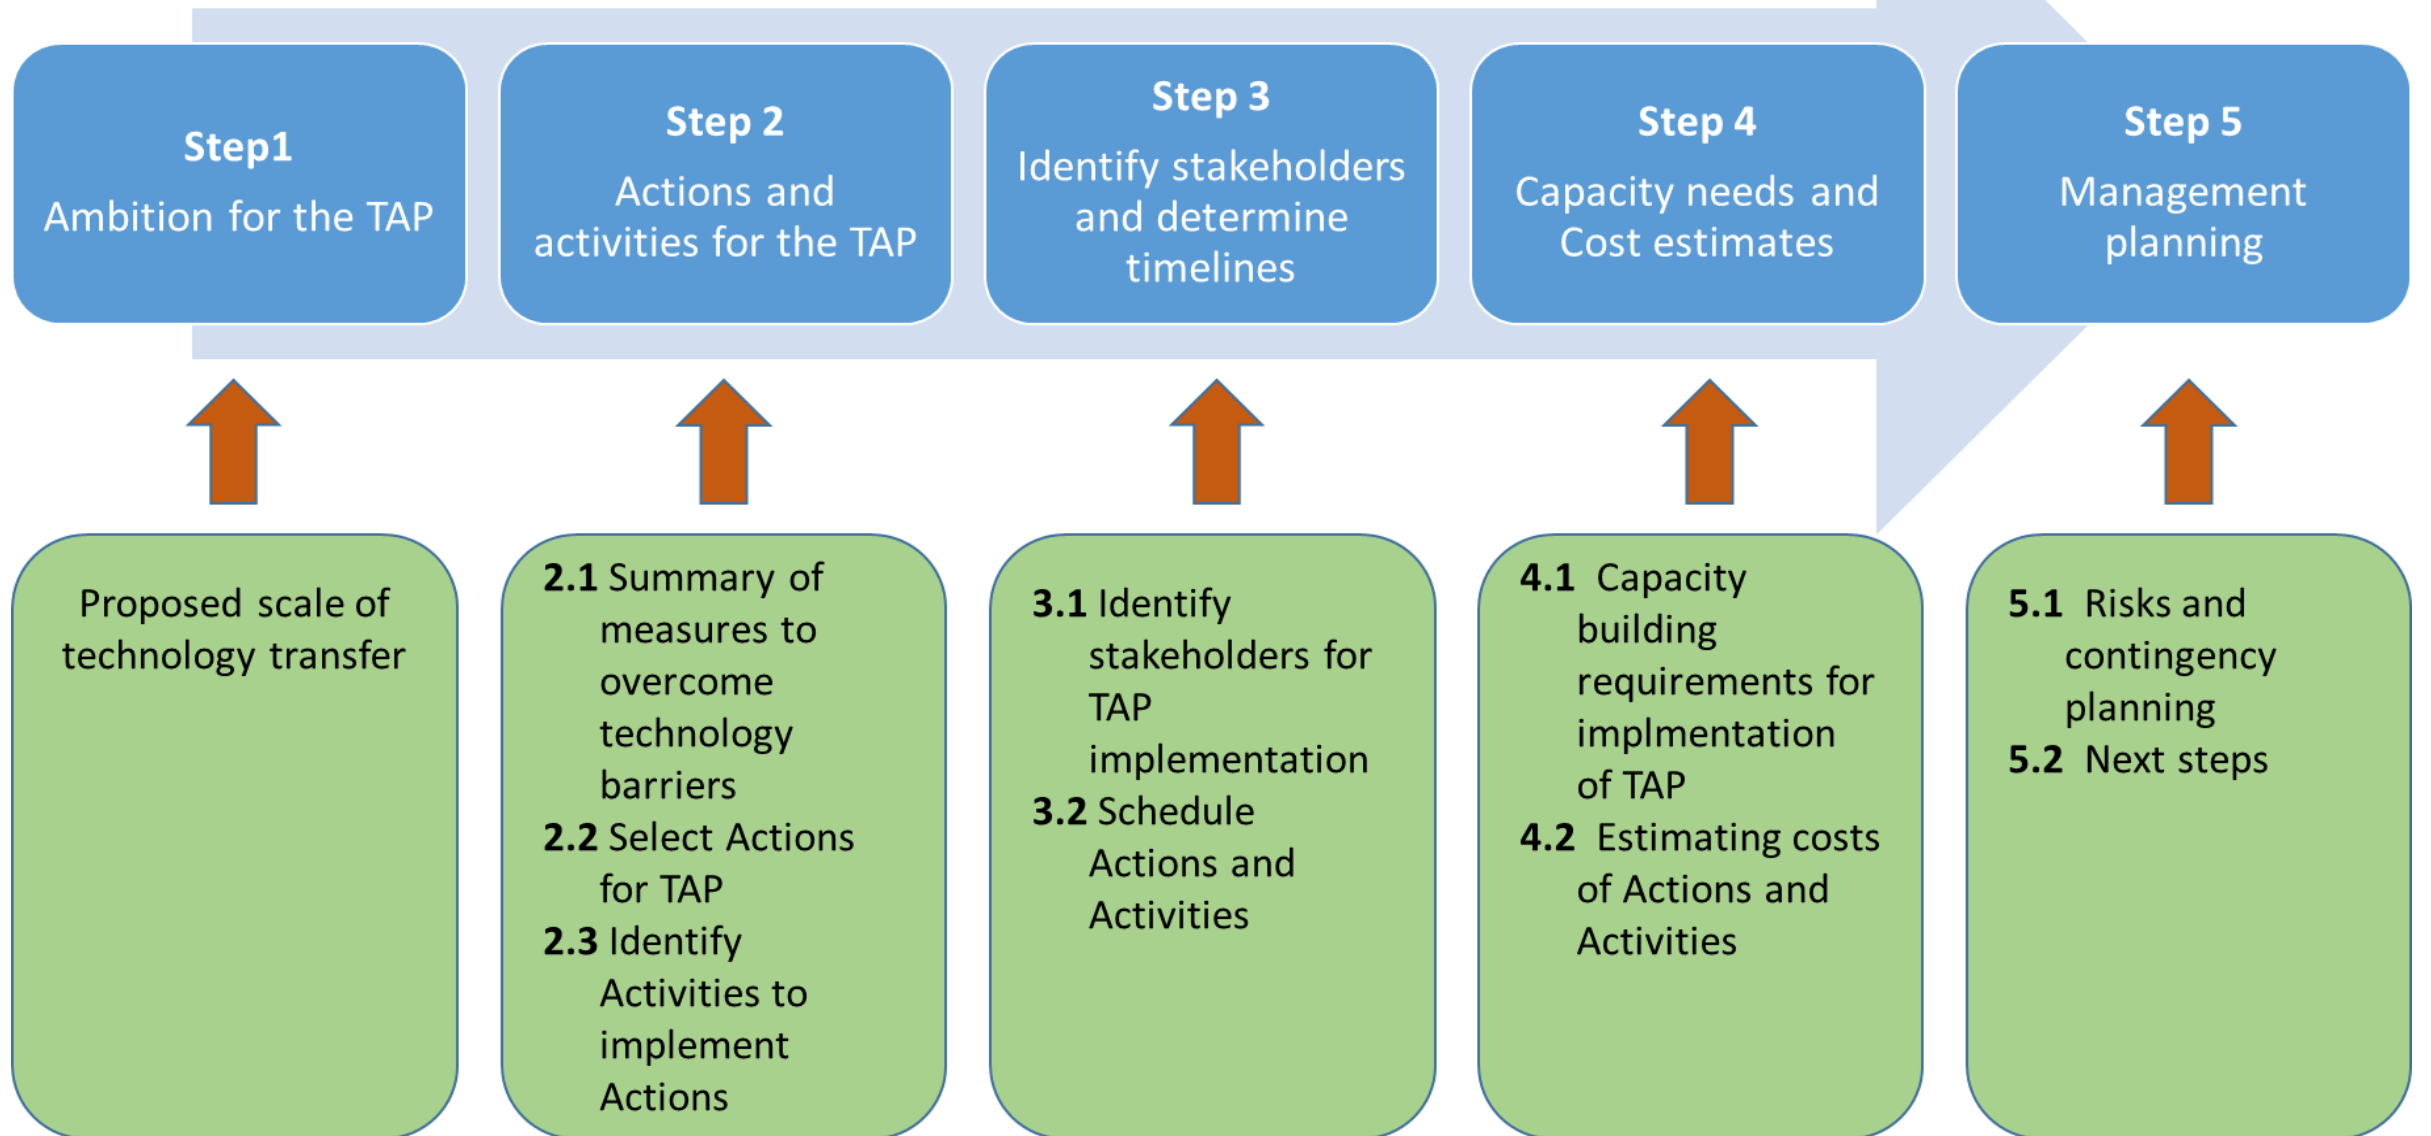 Step1
Ambition for the TAP
Step 2
Actions and
activities for the TAP
Step 3
Identify stakeholders
and determine
timelines
Step 4
Capacity needs and
Cost estimates
Step 5
Management
planning
Proposed scale of
technology transfer
2.1 Summary of
measures to
overcome
technology
barriers
2.2 Select Actions
for TAP
2.3 Identify
Activities to
implement
Actions
3.1 Identify
stakeholders for
TAP
implementation
3.2 Schedule
Actions and
Activities
4.1 Capacity
building
requirements for
implmentation
of TAP
4.2 Estimating costs
of Actions and
Activities
5.1 Risks and
contingency
planning
5.2 Next steps